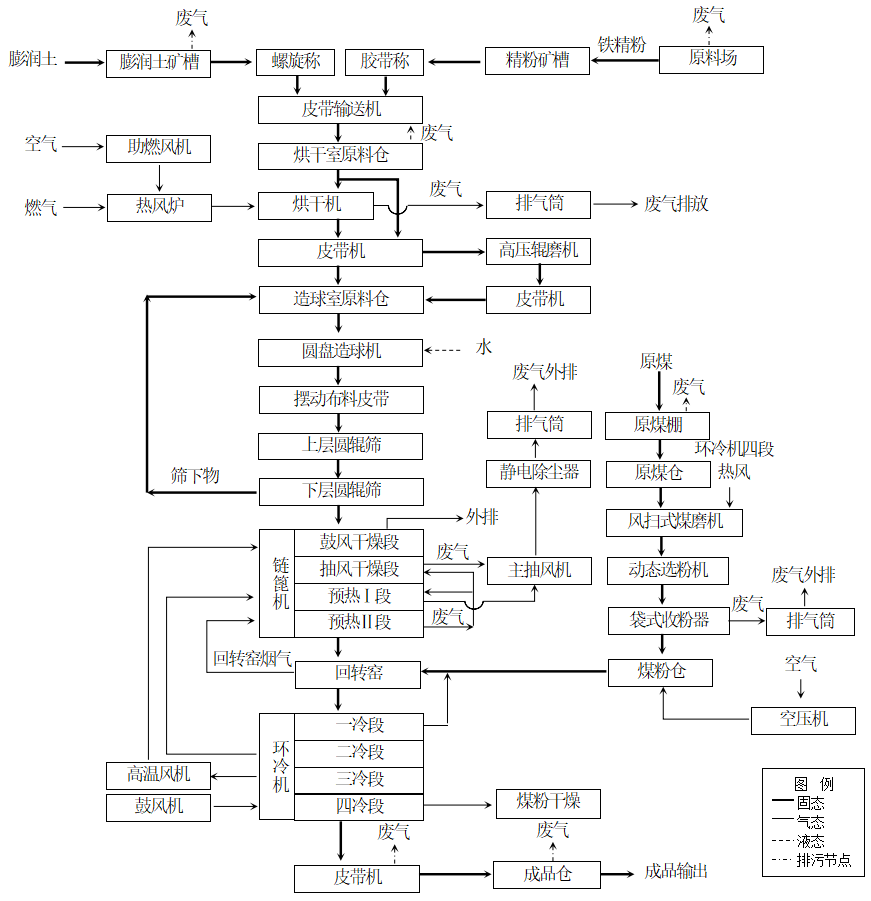 废气
废气
膨润土
膨润土矿槽
螺旋称
胶带称
精粉矿槽
铁精粉
原料场
皮带输送机
废气
空气
助燃风机
烘干室原料仓
燃气
热风炉
烘干机
废气
排气筒
废气排放
皮带机
高压辊磨机
造球室原料仓
皮带机
圆盘造球机
水
原煤
废气外排
废气
摆动布料皮带
排气筒
原煤棚
上层圆辊筛
环冷机四段
热风
筛下物
静电除尘器
原煤仓
下层圆辊筛
外排
风扫式煤磨机
链篦机
鼓风干燥段
废气
抽风干燥段
主抽风机
动态选粉机
废气外排
预热Ⅰ段
废气
废气
预热Ⅱ段
袋式收粉器
排气筒
回转窑烟气
回转窑
煤粉仓
空气
环冷机
一冷段
空压机
二冷段
高温风机
三冷段
鼓风机
四冷段
煤粉干燥
图 例
固态
气态
液态
排污节点
废气
废气
皮带机
成品仓
成品输出